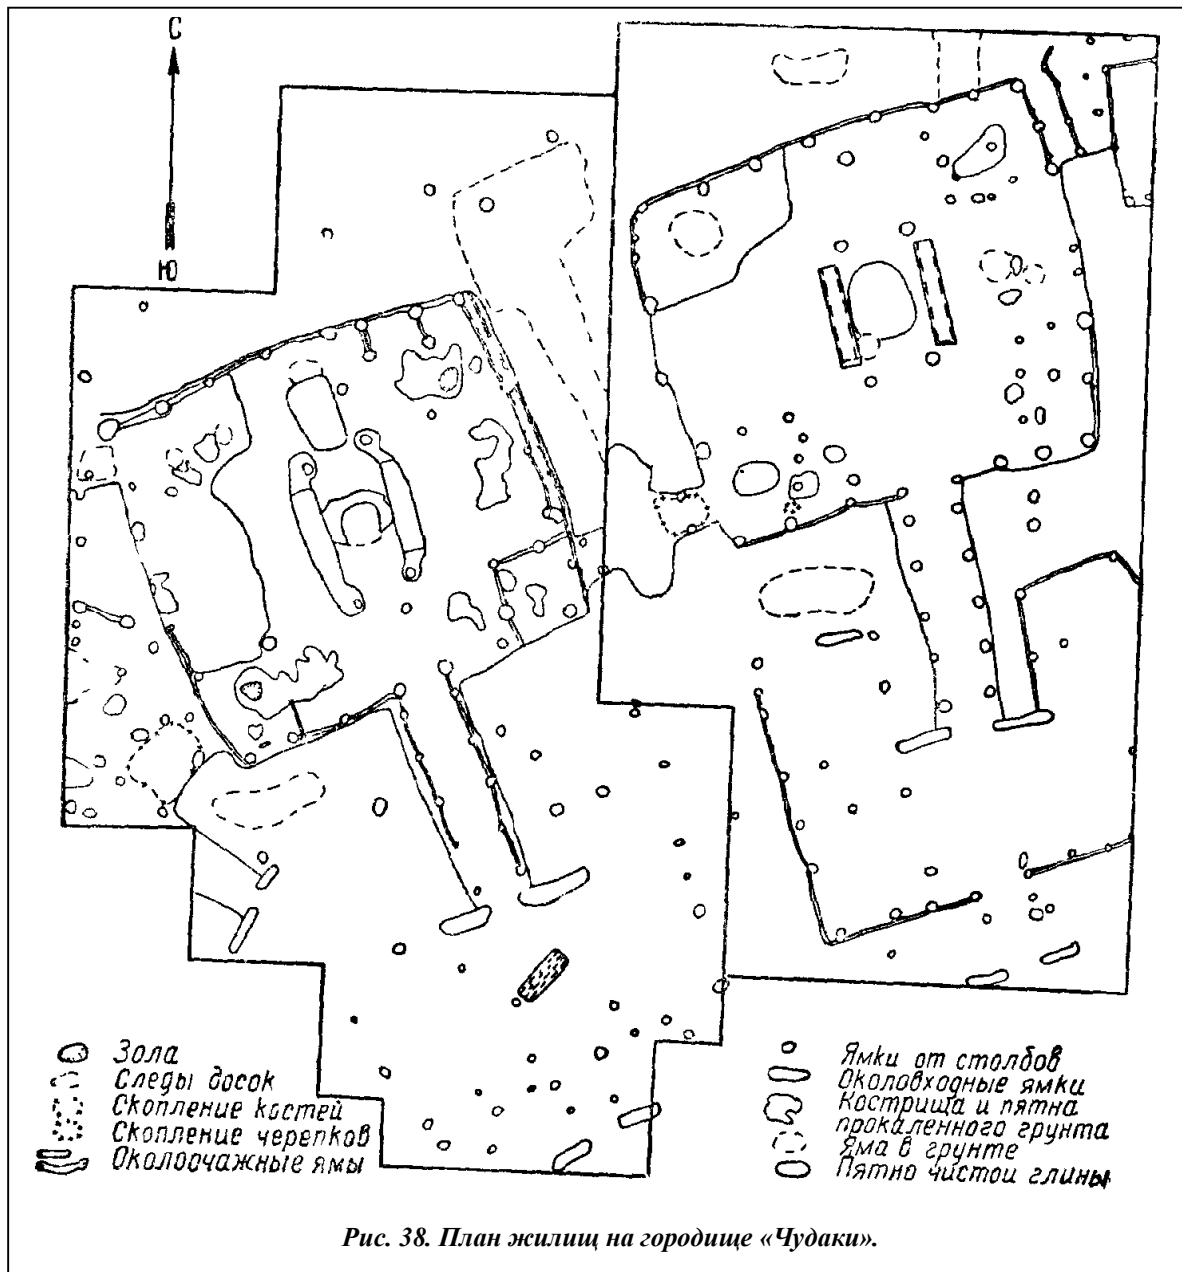 С
Ю
Зола
Следы досок
Скопление костей
Скопление черепков
Околоочажные ямы
Ямки от столбов
Околовходные ямки
Кострища и пятна
прокаленного грунта
Яма в грунте
Пятно чистой глины
Рис. 38. План жилищ на городище «Чудаки».